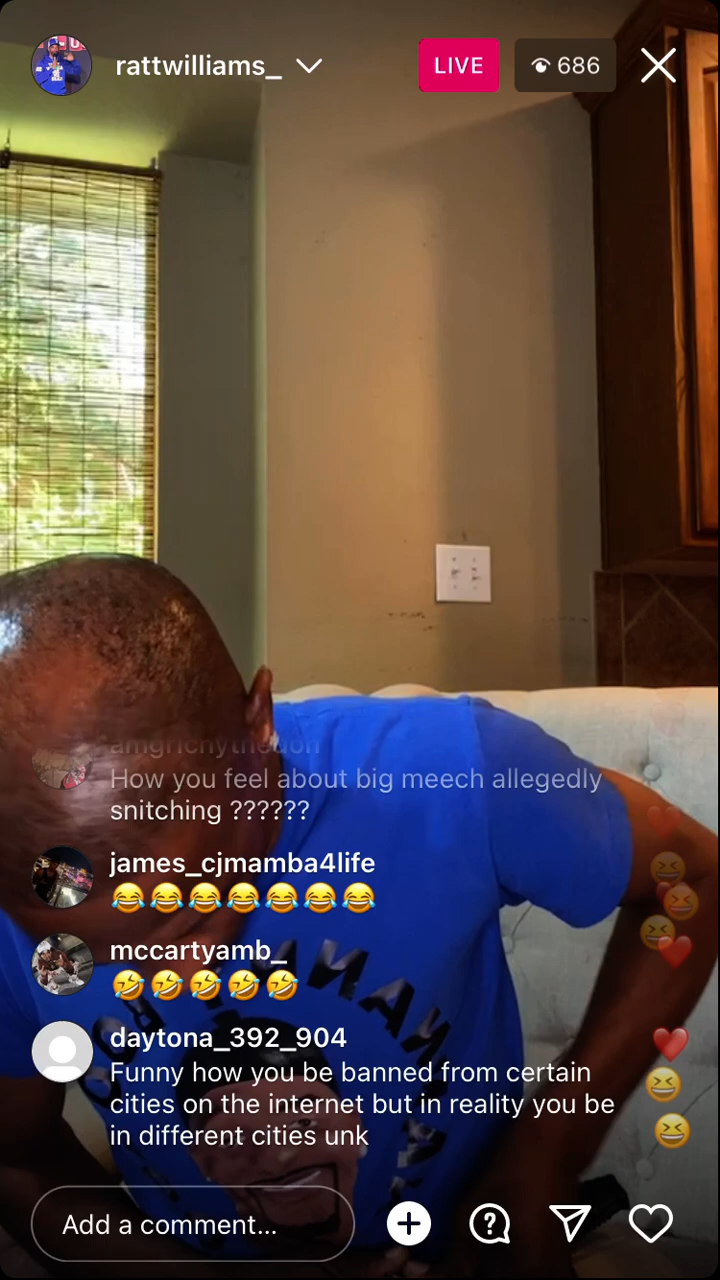 rattwilliams_
LIVE
686
amgrichythedon
How you feel about big meech allegedly
snitching ??????
james_cjmamba4life
😂😂😂😂😂😂😂
mccartyamb_
🤣🤣🤣🤣🤣
daytona_392_904
Funny how you be banned from certain
cities on the internet but in reality you be
in different cities unk
Add a comment...